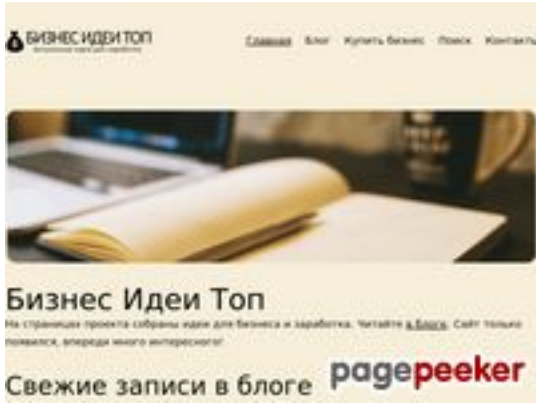 БИЗНЕС ИДЕИ ТОП
Главная Блог Купить бизнес Поиск Контакты
Бизнес Идеи Топ
На страницах проекта собраны идеи для бизнеса и заработка. Читайте в блоге. Сайт только
появился, впереди много интересного!
Свежие записи в блоге
pagepeeker